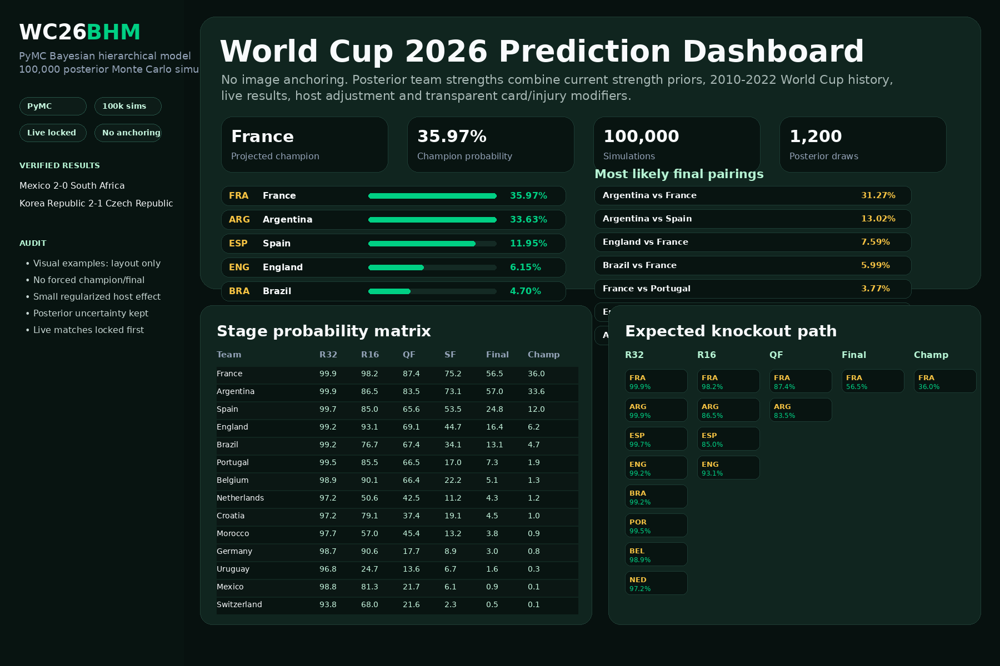 WC26BHM
PyMC Bayesian hierarchical model
100,000 posterior Monte Carlo simu
PyMC
100k sims
Live locked
No anchoring
VERIFIED RESULTS
Mexico 2-0 South Africa
Korea Republic 2-1 Czech Republic
AUDIT
• Visual examples: layout only
• No forced champion/final
• Small regularized host effect
• Posterior uncertainty kept
• Live matches locked first
World Cup 2026 Prediction Dashboard
No image anchoring. Posterior team strengths combine current strength priors, 2010-2022 World Cup history,
live results, host adjustment and transparent card/injury modifiers.
France
Projected champion
35.97%
Champion probability
100,000
Simulations
1,200
Posterior draws
FRA France 35.97%
ARG Argentina 33.63%
ESP Spain 11.95%
ENG England 6.15%
BRA Brazil 4.70%
Most likely final pairings
Argentina vs France 31.27%
Argentina vs Spain 13.02%
England vs France 7.59%
Brazil vs France 5.99%
France vs Portugal 3.77%
Stage probability matrix
Team R32 R16 QF SF Final Champ
France 99.9 98.2 87.4 75.2 56.5 36.0
Argentina 99.9 86.5 83.5 73.1 57.0 33.6
Spain 99.7 85.0 65.6 53.5 24.8 12.0
England 99.2 93.1 69.1 44.7 16.4 6.2
Brazil 99.2 76.7 67.4 34.1 13.1 4.7
Portugal 99.5 85.5 66.5 17.0 7.3 1.9
Belgium 98.9 90.1 66.4 22.2 5.1 1.3
Netherlands 97.2 50.6 42.5 11.2 4.3 1.2
Croatia 97.2 79.1 37.4 19.1 4.5 1.0
Morocco 97.7 57.0 45.4 13.2 3.8 0.9
Germany 98.7 90.6 17.7 8.9 3.0 0.8
Uruguay 96.8 24.7 13.6 6.7 1.6 0.3
Mexico 98.8 81.3 21.7 6.1 0.9 0.1
Switzerland 93.8 68.0 21.6 2.3 0.5 0.1
Expected knockout path
R32 R16 QF Final Champ
FRA FRA FRA FRA FRA
99.9% 98.2% 87.4% 56.5% 36.0%
ARG ARG ARG
99.9% 86.5% 83.5%
ESP ESP
99.7% 85.0%
ENG ENG
99.2% 93.1%
BRA
99.2%
POR
99.5%
BEL
98.9%
NED
97.2%